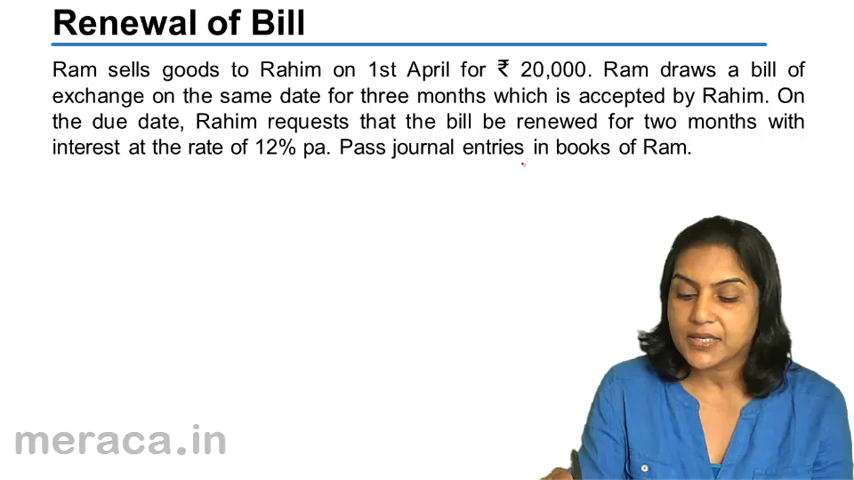 Renewal of Bill
Ram sells goods to Rahim on 1st April for ₹ 20,000. Ram draws a bill of
exchange on the same date for three months which is accepted by Rahim. On
the due date, Rahim requests that the bill be renewed for two months with
interest at the rate of 12% pa. Pass journal entries in books of Ram.
meraca.in